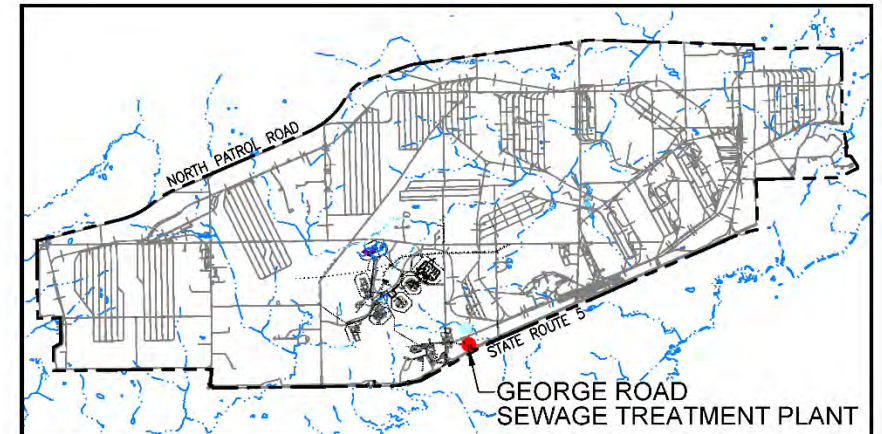 NORTH PATROL ROAD
STATE ROUTE 5
GEORGE ROAD
SEWAGE TREATMENT PLANT